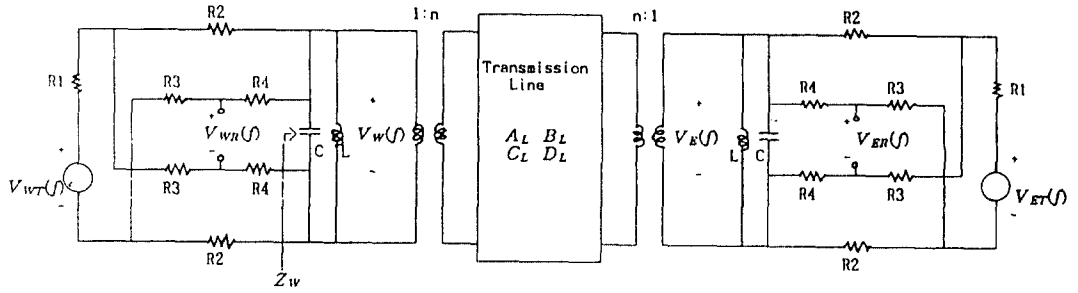 1:n
n:1
R2
R2
R1
R3
R4
Transmission
Line
R4
R3
R1
+
V_WR(f)
-
+
V_W(f)
-
A_L B_L
C_L D_L
+
V_E(f)
-
+
V_ER(f)
-
C
L
L
C
+
V_WT(f)
-
R3
R4
R4
R3
+
V_ET(f)
-
R2
R2
Z_W